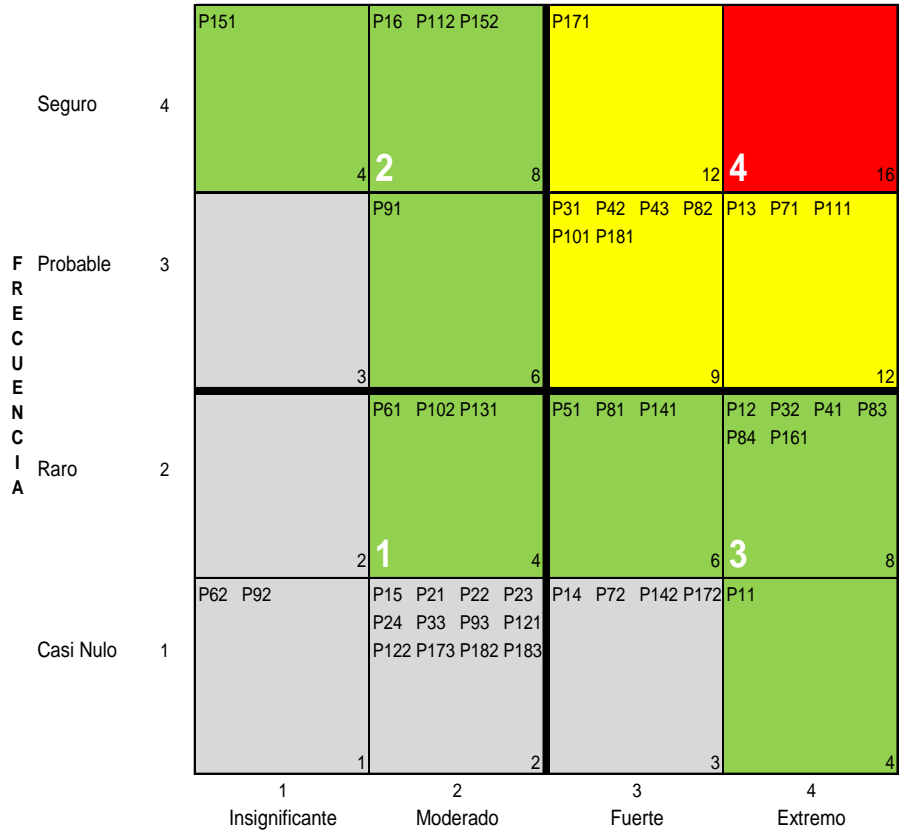 P151 P16 P112 P152 P171
Seguro 4
4 2 8 12 4 16
P91 P31 P42 P43 P82 P13 P71 P111
P101 P181
Probable 3
3 6 9 12
FRECUENCIA
P61 P102 P131 P51 P81 P141 P12 P32 P41 P83
P84 P161
Raro 2
2 1 4 6 3 8
P62 P92 P15 P21 P22 P23 P14 P72 P142 P172 P11
P24 P33 P93 P121
P122 P173 P182 P183
Casi Nulo 1
1 2 3 4
1 2 3 4
Insignificante Moderado Fuerte Extremo